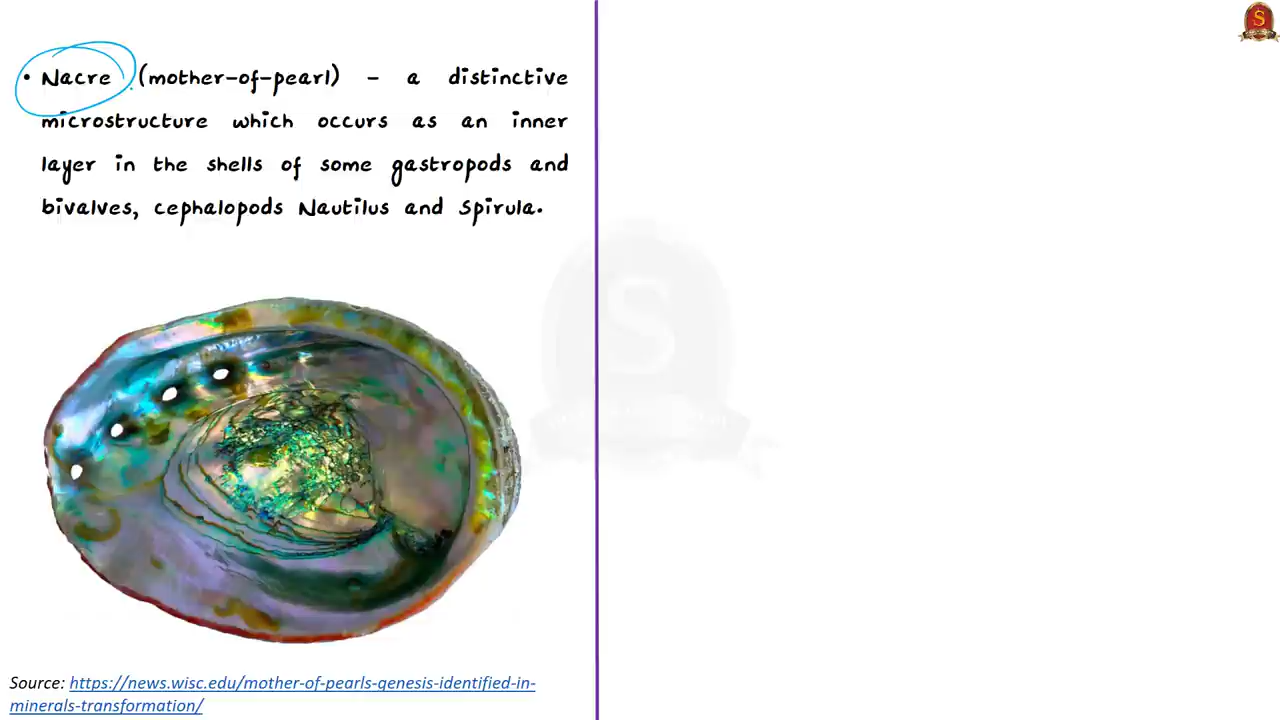 • Nacre (mother-of-pearl) - a distinctive
microstructure which occurs as an inner
layer in the shells of some gastropods and
bivalves, cephalopods Nautilus and Spirula.
S
Source: https://news.wisc.edu/mother-of-pearls-genesis-identified-in-
minerals-transformation/